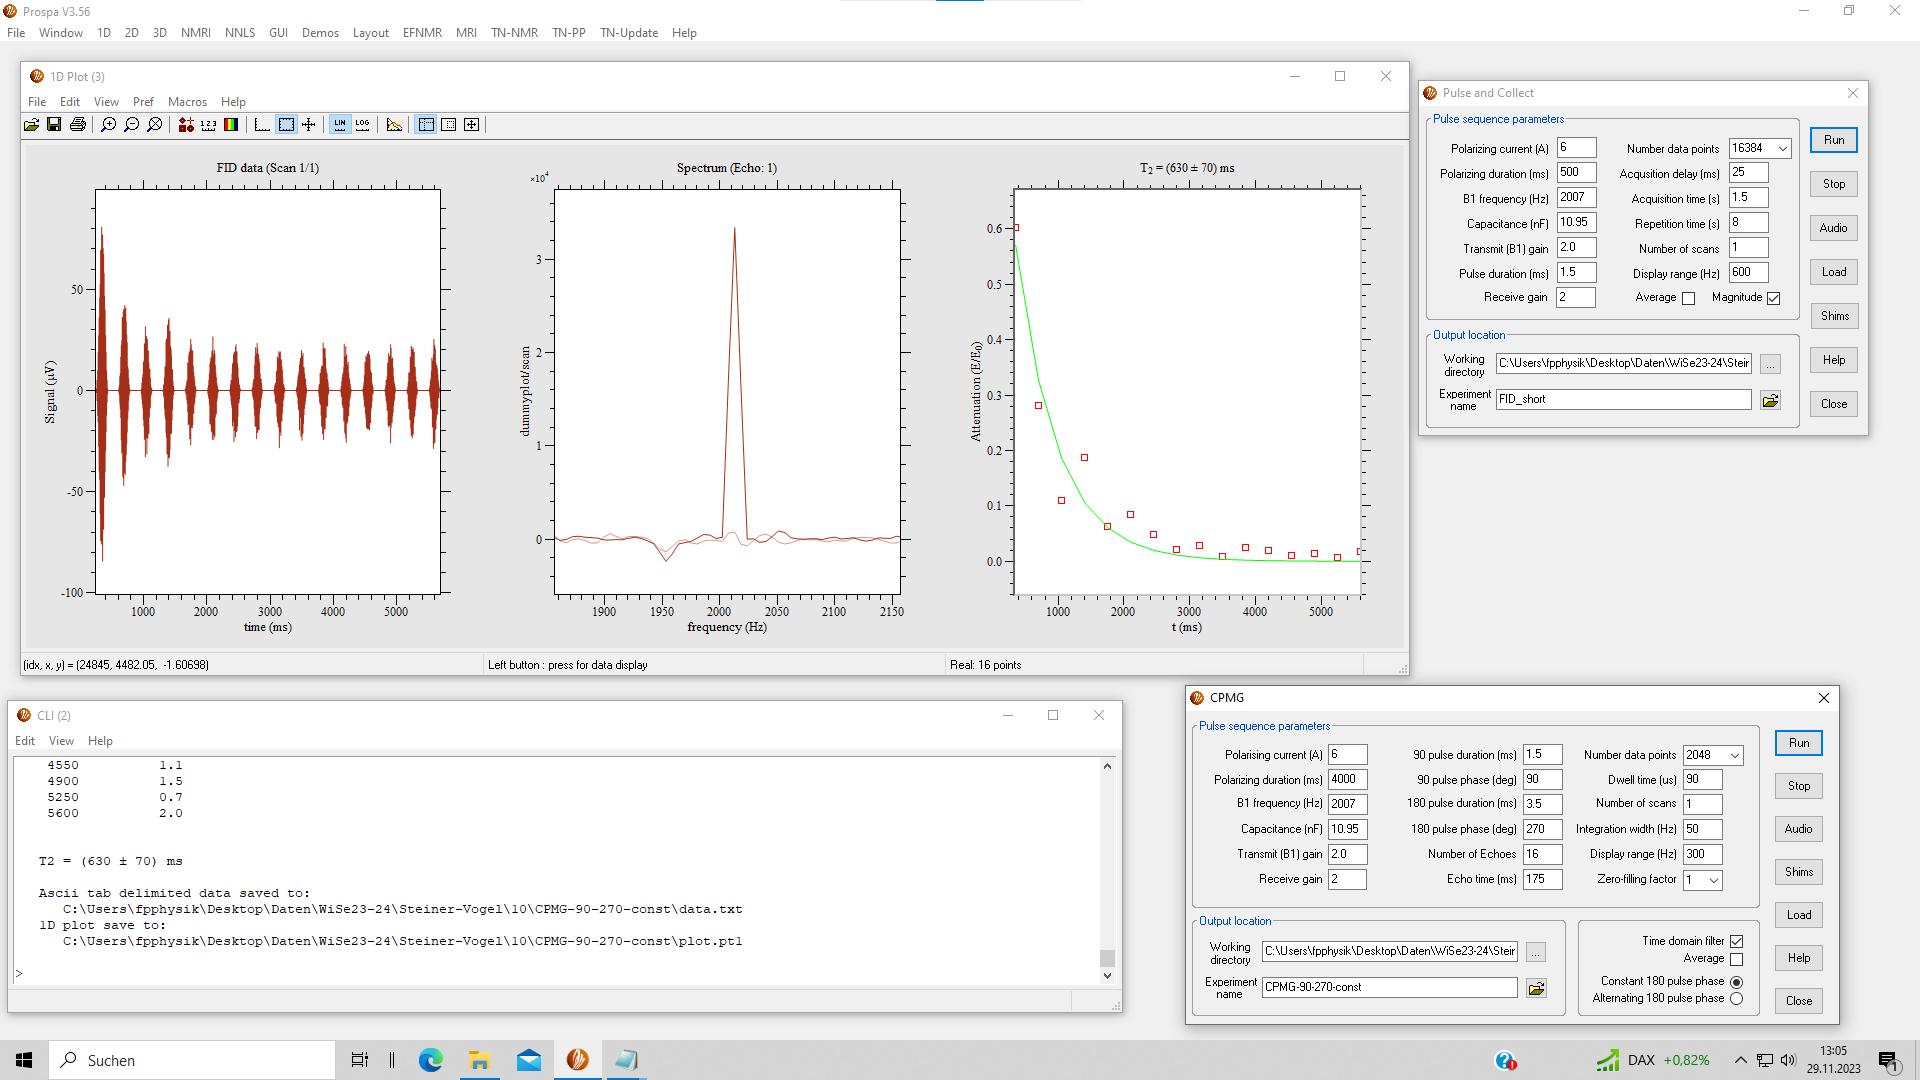 Prospa V3.56
File Window 1D 2D 3D NMRI NNLS GUI Demos Layout EFNMR MRI TN-NMR TN-PP TN-Update Help
1D Plot (3)
File Edit View Pref Macros Help
1 2 3
LIN
LOG
FID data (Scan 1/1)
Signal (µV)
50
0
-50
-100
1000 2000 3000 4000 5000
time (ms)
Spectrum (Echo: 1)
×10⁴
dummyplot/scan
3
2
1
0
1900 1950 2000 2050 2100 2150
frequency (Hz)
T2 = (630 ± 70) ms
Attenuation (E/E0)
0.6
0.5
0.4
0.3
0.2
0.1
0.0
1000 2000 3000 4000 5000
t (ms)
(idx, x, y) = (24845, 4482.05, -1.60698)
Left button : press for data display
Real: 16 points
Pulse and Collect
Pulse sequence parameters
Polarizing current (A) 6
Number data points 16384
Polarizing duration (ms) 500
Acqusition delay (ms) 25
B1 frequency (Hz) 2007
Acquisition time (s) 1.5
Capacitance (nF) 10.95
Repetition time (s) 8
Transmit (B1) gain 2.0
Number of scans 1
Pulse duration (ms) 1.5
Display range (Hz) 600
Receive gain 2
Average
Magnitude
Run
Stop
Audio
Load
Shims
Help
Close
Output location
Working directory C:\Users\fpphysik\Desktop\Daten\WiSe23-24\Steir
...
Experiment name FID_short
CLI (2)
Edit View Help
4550 1.1
4900 1.5
5250 0.7
5600 2.0
T2 = (630 ± 70) ms
Ascii tab delimited data saved to:
C:\Users\fpphysik\Desktop\Daten\WiSe23-24\Steiner-Vogel\10\CPMG-90-270-const\data.txt
1D plot save to:
C:\Users\fpphysik\Desktop\Daten\WiSe23-24\Steiner-Vogel\10\CPMG-90-270-const\plot.pt1
>
CPMG
Pulse sequence parameters
Polarising current (A) 6
90 pulse duration (ms) 1.5
Number data points 2048
Polarizing duration (ms) 4000
90 pulse phase (deg) 90
Dwell time (us) 90
B1 frequency (Hz) 2007
180 pulse duration (ms) 3.5
Number of scans 1
Capacitance (nF) 10.95
180 pulse phase (deg) 270
Integration width (Hz) 50
Transmit (B1) gain 2.0
Number of Echoes 16
Display range (Hz) 300
Receive gain 2
Echo time (ms) 175
Zero-filling factor 1
Run
Stop
Audio
Shims
Load
Help
Close
Output location
Working directory C:\Users\fpphysik\Desktop\Daten\WiSe23-24\Steir
...
Experiment name CPMG-90-270-const
Time domain filter
Average
Constant 180 pulse phase
Alternating 180 pulse phase
Suchen
DAX +0,82%
13:05
29.11.2023
1